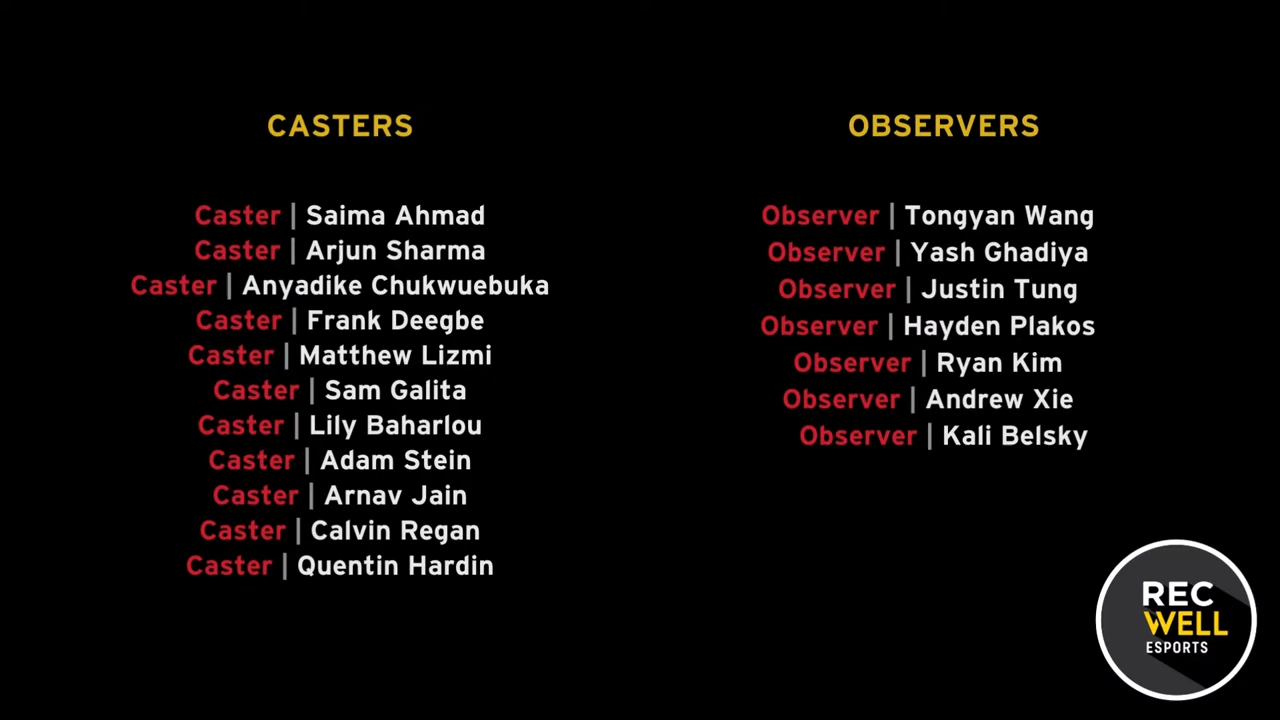 CASTERS
Caster | Saima Ahmad
Caster | Arjun Sharma
Caster | Anyadike Chukwuebuka
Caster | Frank Deegbe
Caster | Matthew Lizmi
Caster | Sam Galita
Caster | Lily Baharlou
Caster | Adam Stein
Caster | Arnav Jain
Caster | Calvin Regan
Caster | Quentin Hardin
OBSERVERS
Observer | Tongyan Wang
Observer | Yash Ghadiya
Observer | Justin Tung
Observer | Hayden Plakos
Observer | Ryan Kim
Observer | Andrew Xie
Observer | Kali Belsky
REC
WELL
ESPORTS